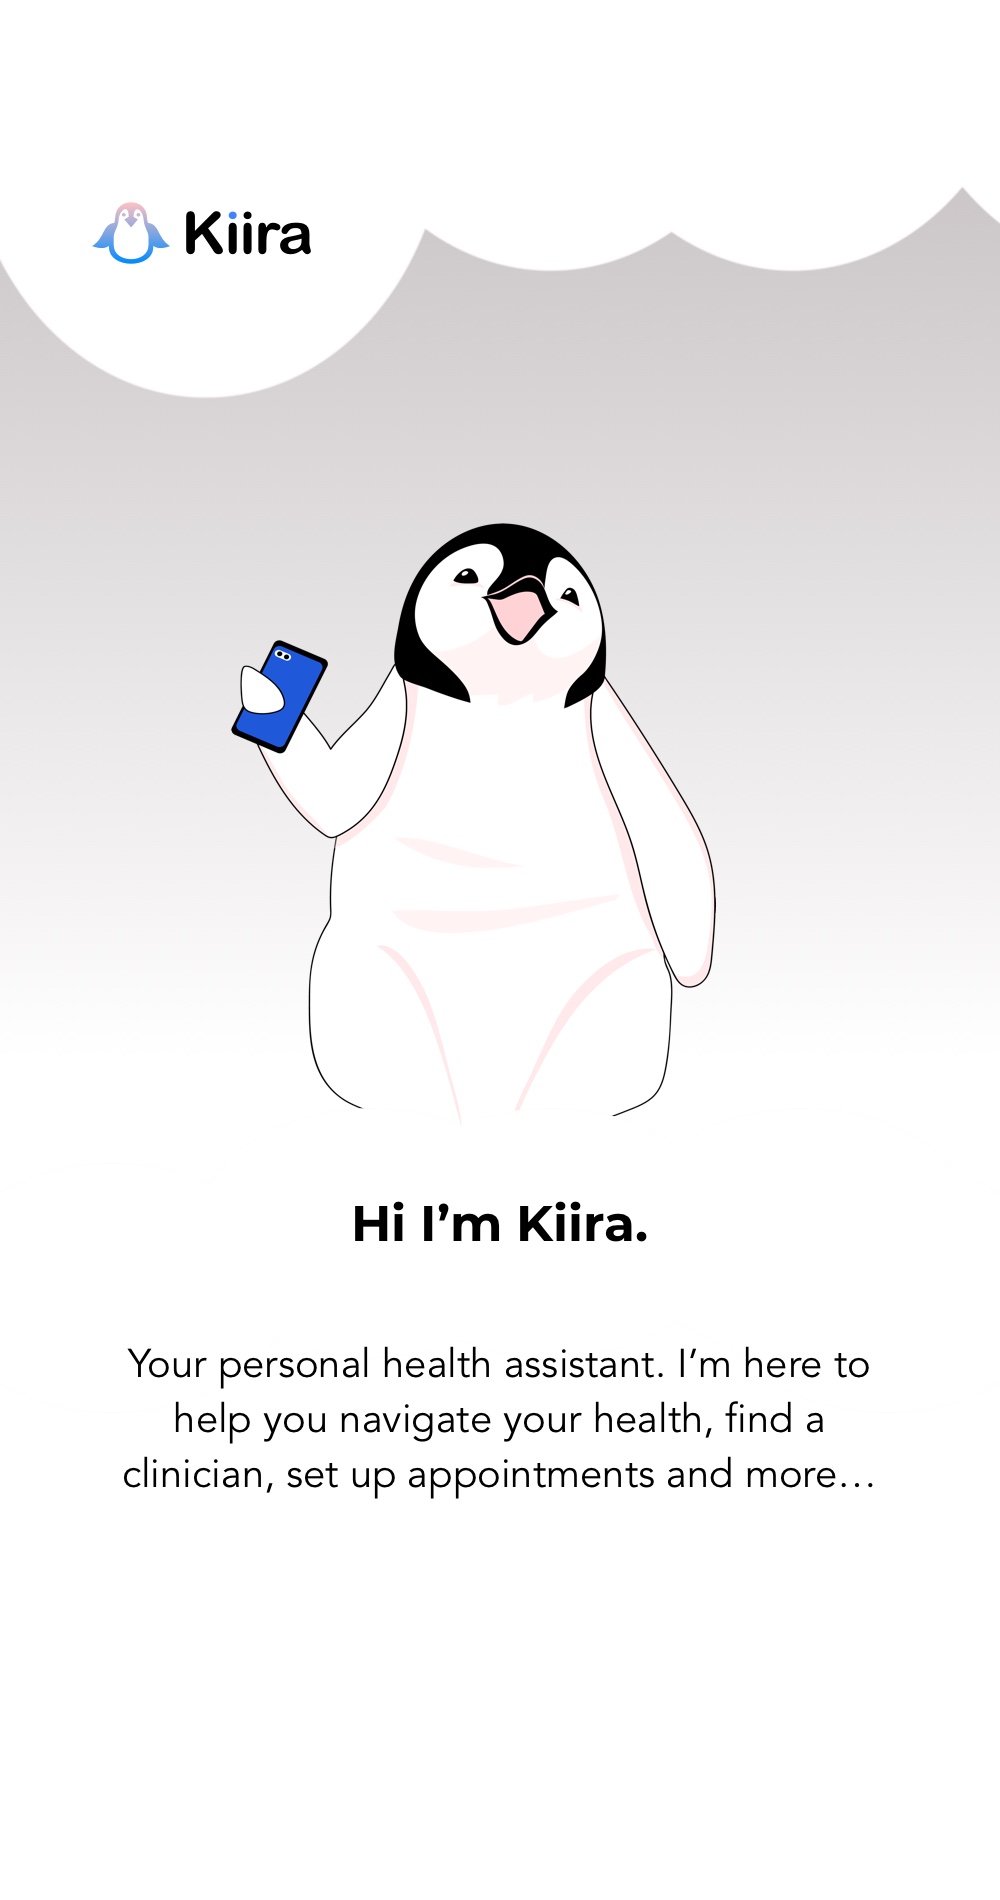 Kiira
Hi I’m Kiira.
Your personal health assistant. I’m here to
help you navigate your health, find a
clinician, set up appointments and more…